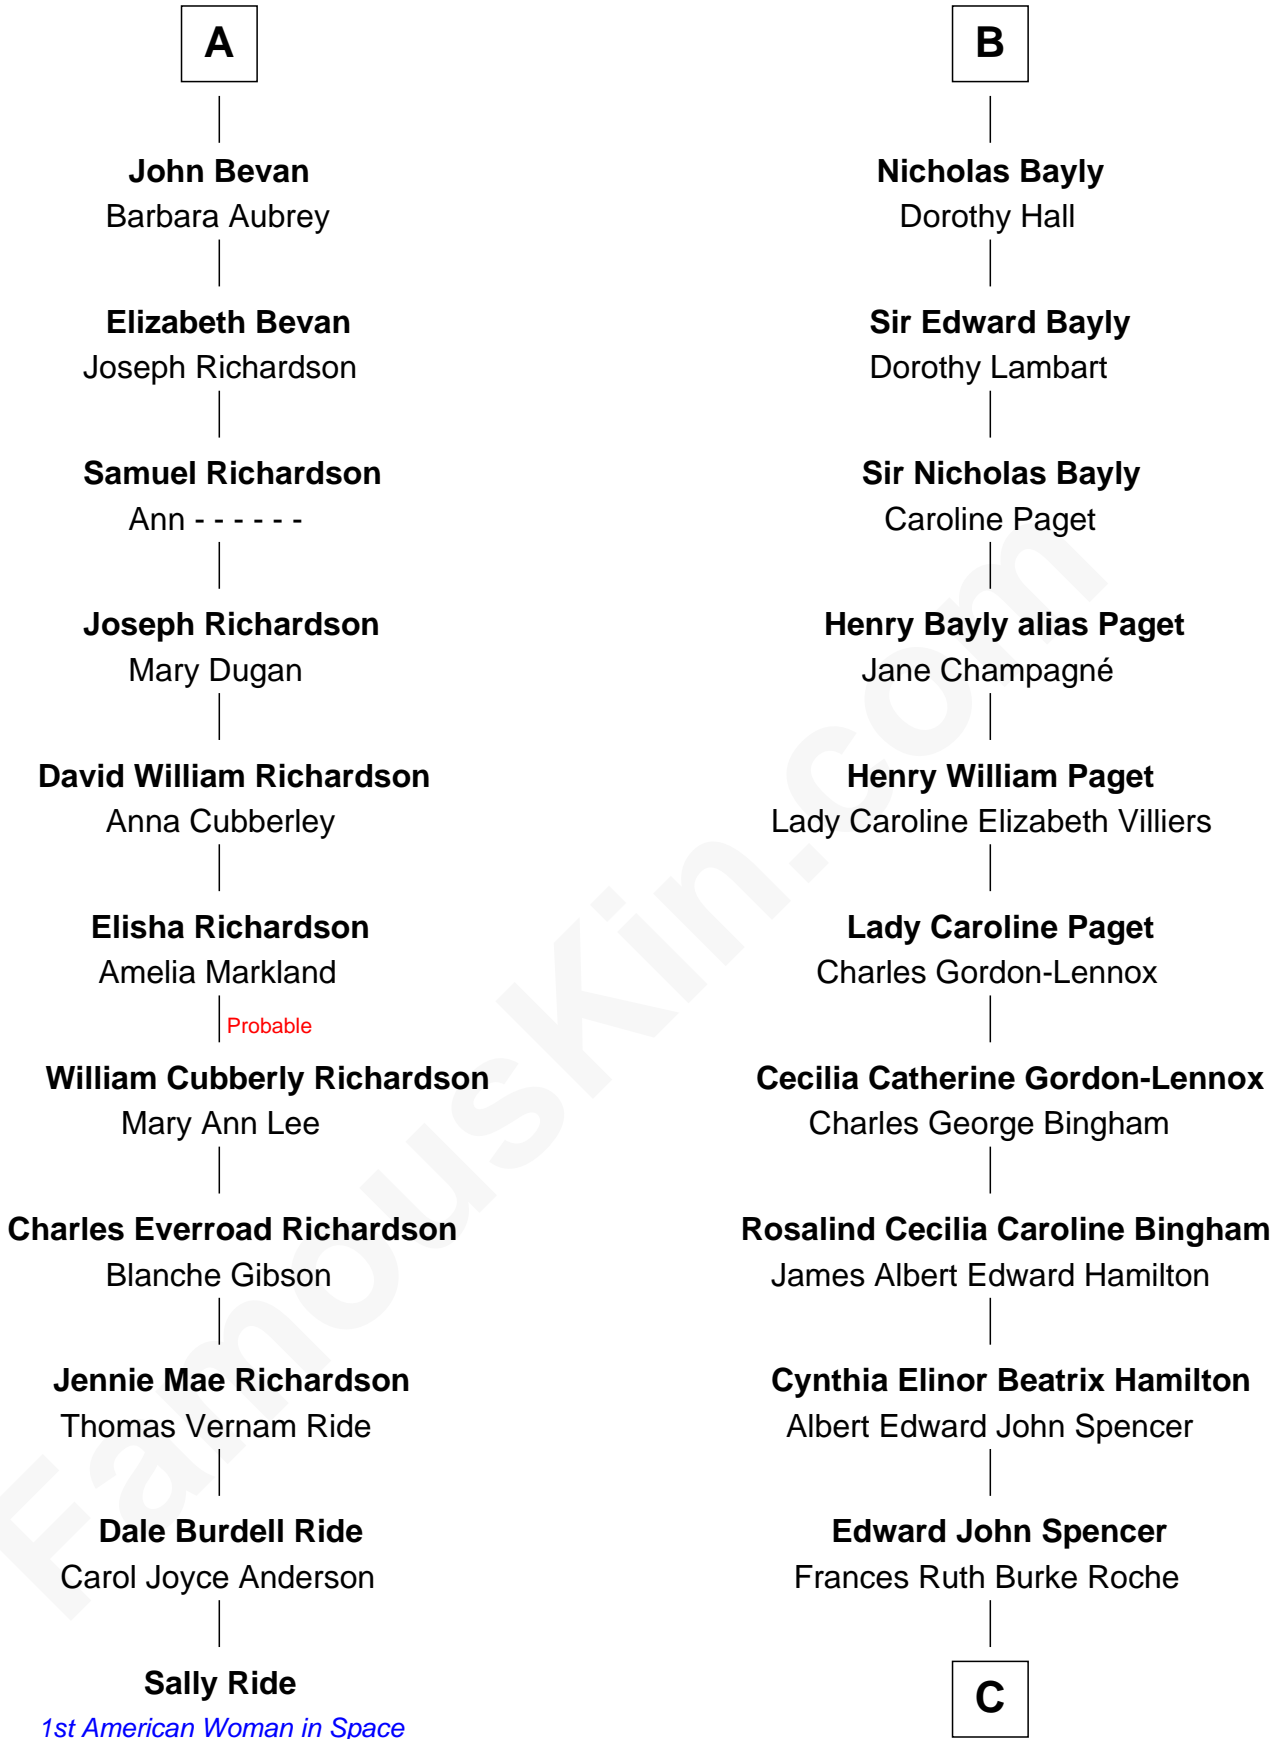 A
John Bevan
Barbara Aubrey
Elizabeth Bevan
Joseph Richardson
Samuel Richardson
Ann - - - - - -
Joseph Richardson
Mary Dugan
David William Richardson
Anna Cubberley
Elisha Richardson
Amelia Markland
Probable
William Cubberly Richardson
Mary Ann Lee
Charles Everroad Richardson
Blanche Gibson
Jennie Mae Richardson
Thomas Vernam Ride
Dale Burdell Ride
Carol Joyce Anderson
Sally Ride
1st American Woman in Space
B
Nicholas Bayly
Dorothy Hall
Sir Edward Bayly
Dorothy Lambart
Sir Nicholas Bayly
Caroline Paget
Henry Bayly alias Paget
Jane Champagné
Henry William Paget
Lady Caroline Elizabeth Villiers
Lady Caroline Paget
Charles Gordon-Lennox
Cecilia Catherine Gordon-Lennox
Charles George Bingham
Rosalind Cecilia Caroline Bingham
James Albert Edward Hamilton
Cynthia Elinor Beatrix Hamilton
Albert Edward John Spencer
Edward John Spencer
Frances Ruth Burke Roche
C
FamousKin.com